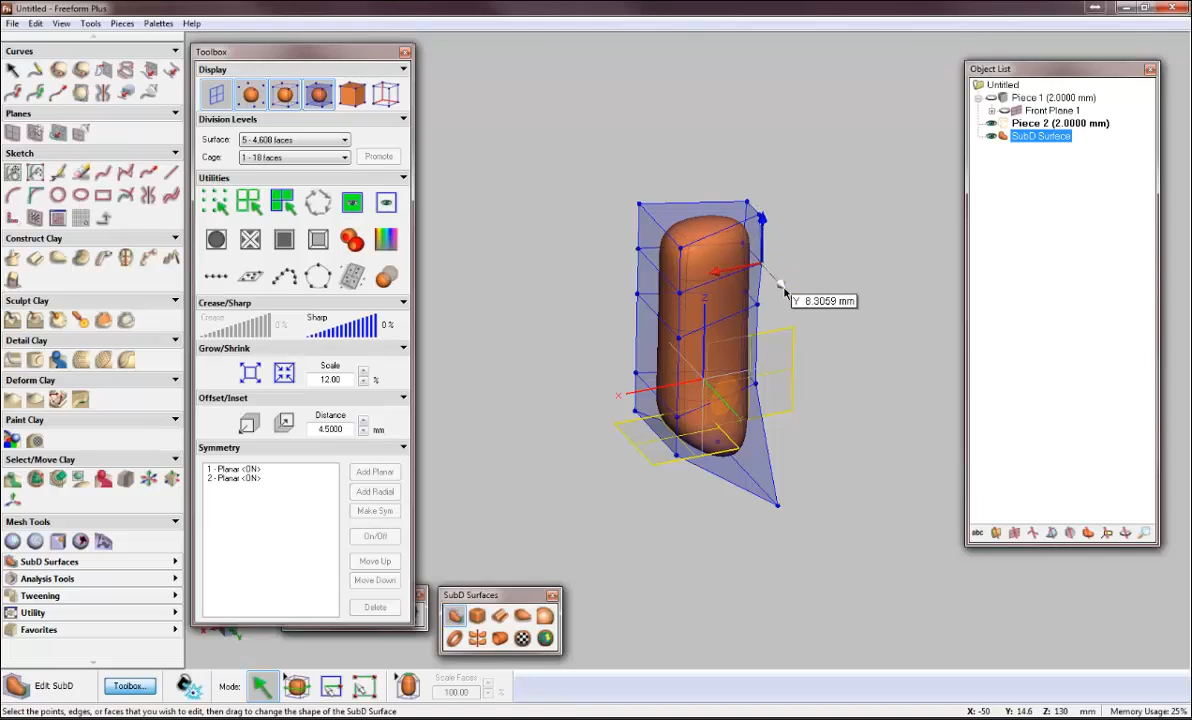 Untitled - Freeform Plus
File Edit View Tools Pieces Palettes Help
Curves
Planes
Sketch
Construct Clay
Sculpt Clay
Detail Clay
Deform Clay
Paint Clay
Select/Move Clay
Mesh Tools
SubD Surfaces
Analysis Tools
Tweening
Utility
Favorites
Toolbox
Display
Division Levels
Surface: 5 - 4,608 faces
Cage: 1 - 18 faces Promote
Utilities
Crease/Sharp
Crease 0 % Sharp 0 %
Grow/Shrink
Scale
12.00 %
Offset/Inset
Distance
4.5000 mm
Symmetry
1 - Planar <ON>
2 - Planar <ON>
Add Planar
Add Radial
Make Sym
On/Off
Move Up
Move Down
Delete
Y 8.3059 mm
Z
X
SubD Surfaces
Object List
Untitled
Piece 1 (2.0000 mm)
Front Plane 1
Piece 2 (2.0000 mm)
SubD Surface
abc
Edit SubD Toolbox... Mode: Scale Faces
100.00 %
Select the points, edges, or faces that you wish to edit, then drag to change the shape of the SubD Surface
X: -50 Y: 14.6 Z: 130 mm Memory Usage: 25%